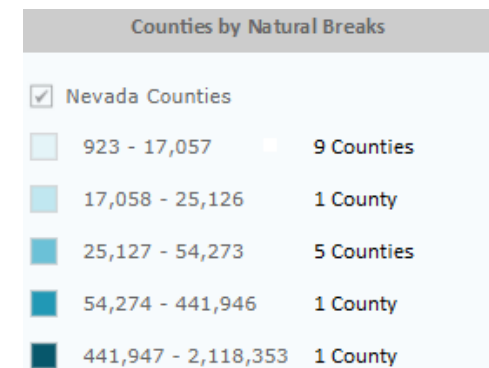 Counties by Natural Breaks
Nevada Counties
923 - 17,057 9 Counties
17,058 - 25,126 1 County
25,127 - 54,273 5 Counties
54,274 - 441,946 1 County
441,947 - 2,118,353 1 County